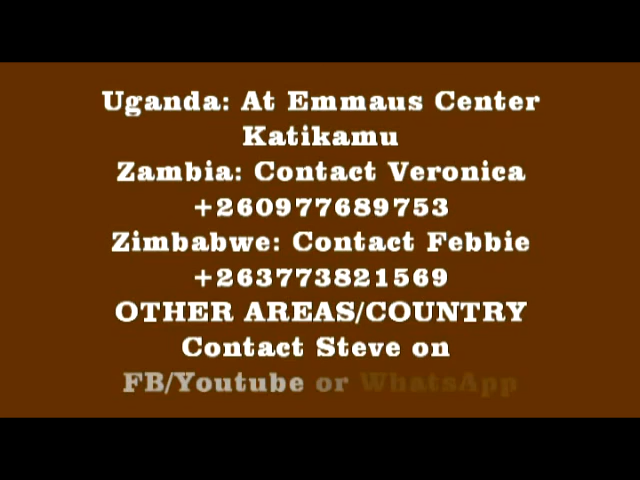 Uganda: At Emmaus Center
Katikamu
Zambia: Contact Veronica
+260977689753
Zimbabwe: Contact Febbie
+263773821569
OTHER AREAS/COUNTRY
Contact Steve on
FB/Youtube or WhatsApp